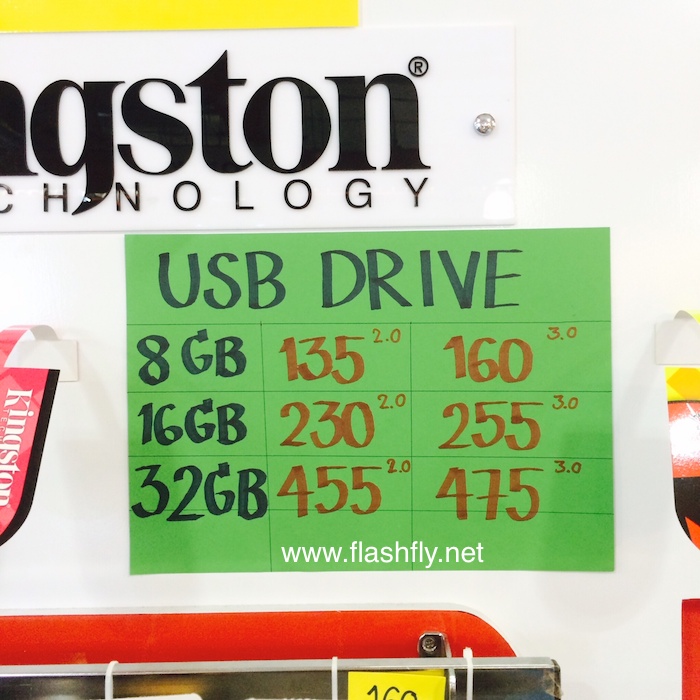 ngston®
CHNOLOGY
USB DRIVE
8GB 135 2.0 160 3.0
16GB 230 2.0 255 3.0
32GB 455 2.0 475 3.0
www.flashfly.net
Kingston
160